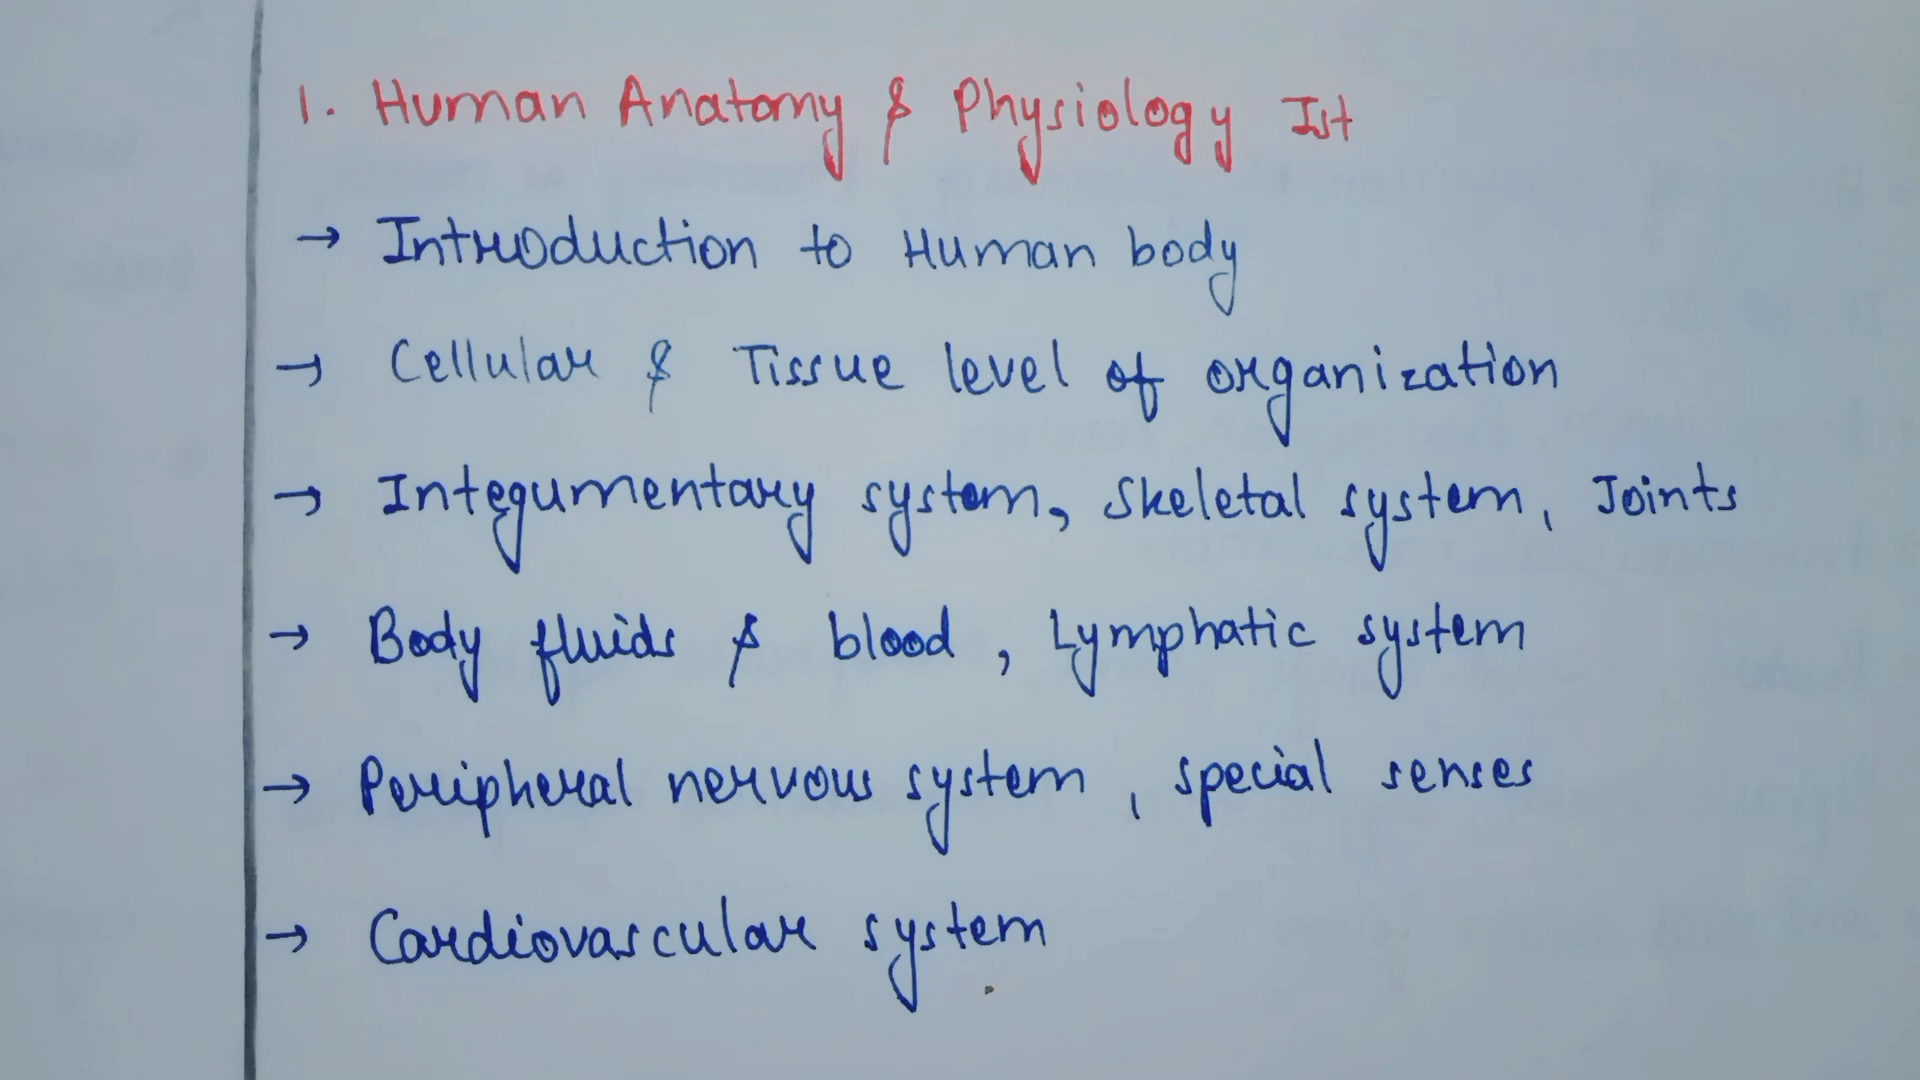 1. Human Anatomy & Physiology Ist
→ Introduction to Human body
→ Cellular & Tissue level of organization
→ Integumentary system, Skeletal system, Joints
→ Body fluids & blood, Lymphatic system
→ Peripheral nervous system, special senses
→ Cardiovascular system